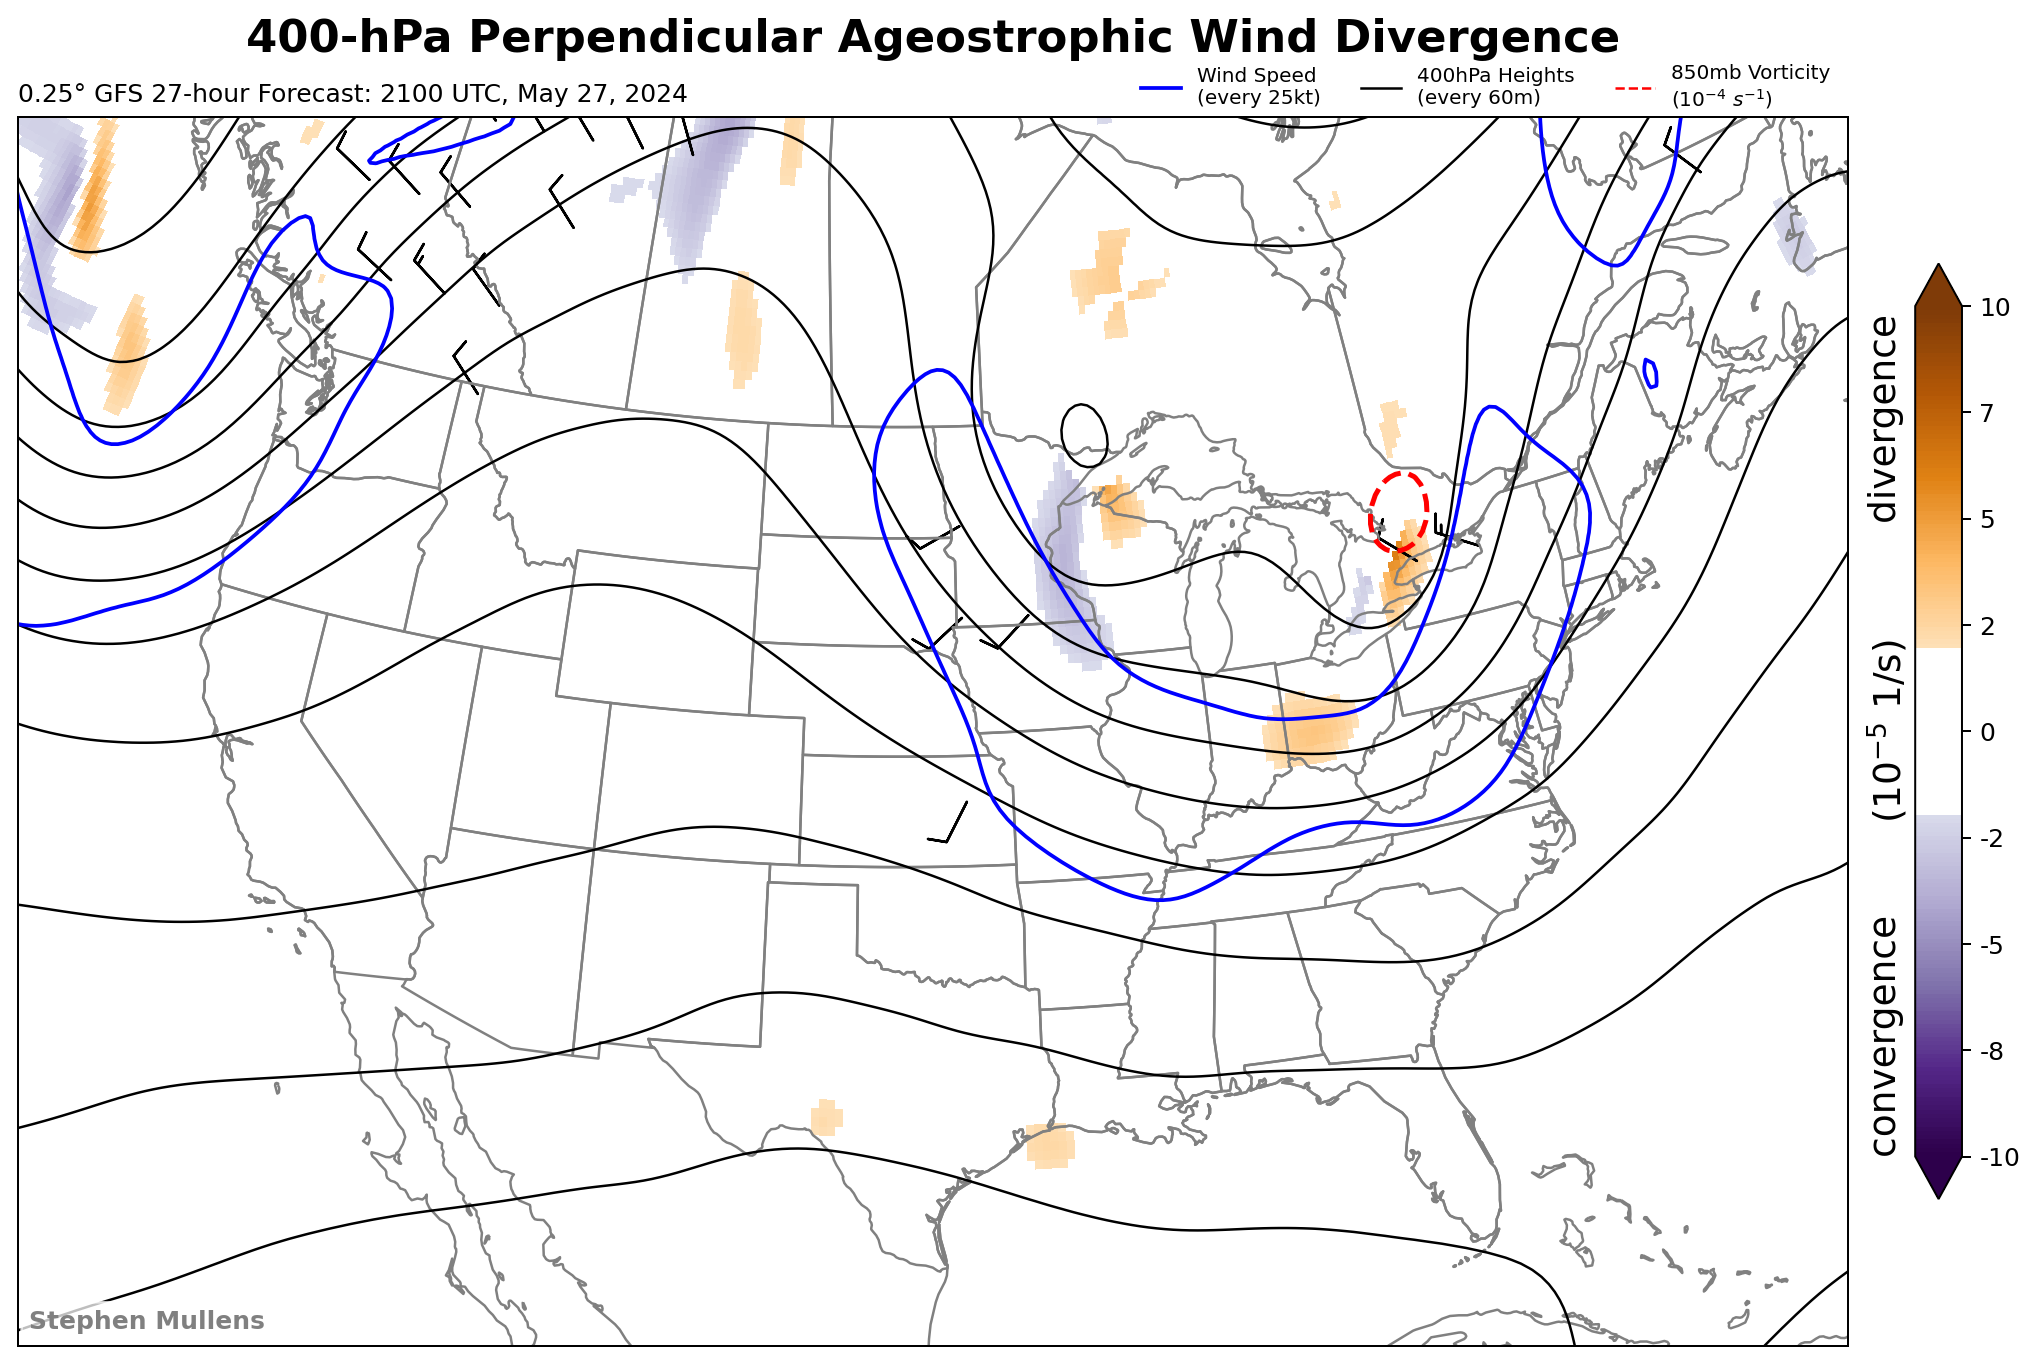 400-hPa Perpendicular Ageostrophic Wind Divergence
0.25° GFS 27-hour Forecast: 2100 UTC, May 27, 2024
Wind Speed
(every 25kt)
400hPa Heights
(every 60m)
850mb Vorticity
(10⁻⁴ s⁻¹)
10
7
5
2
0
-2
-5
-8
-10
convergence (10⁻⁵ 1/s) divergence
Stephen Mullens